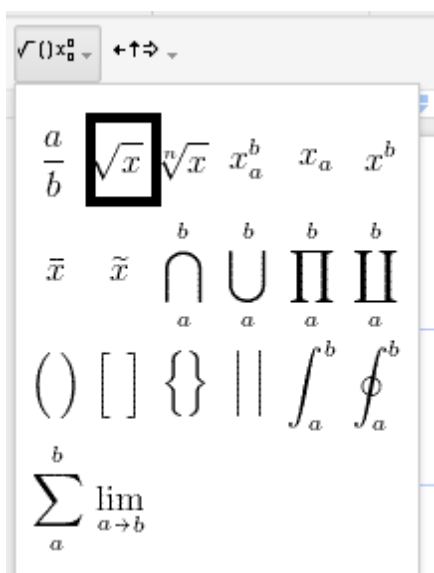 √()x▫ ←↑⇒
a/b √x ⁿ√x x_a^b x_a x^b
x̄ x̃ ⋂_a^b ⋃_a^b ∏_a^b ∐_a^b
() [] {} || ∫_a^b ∮_a^b
∑_a^b lim_{a→b}